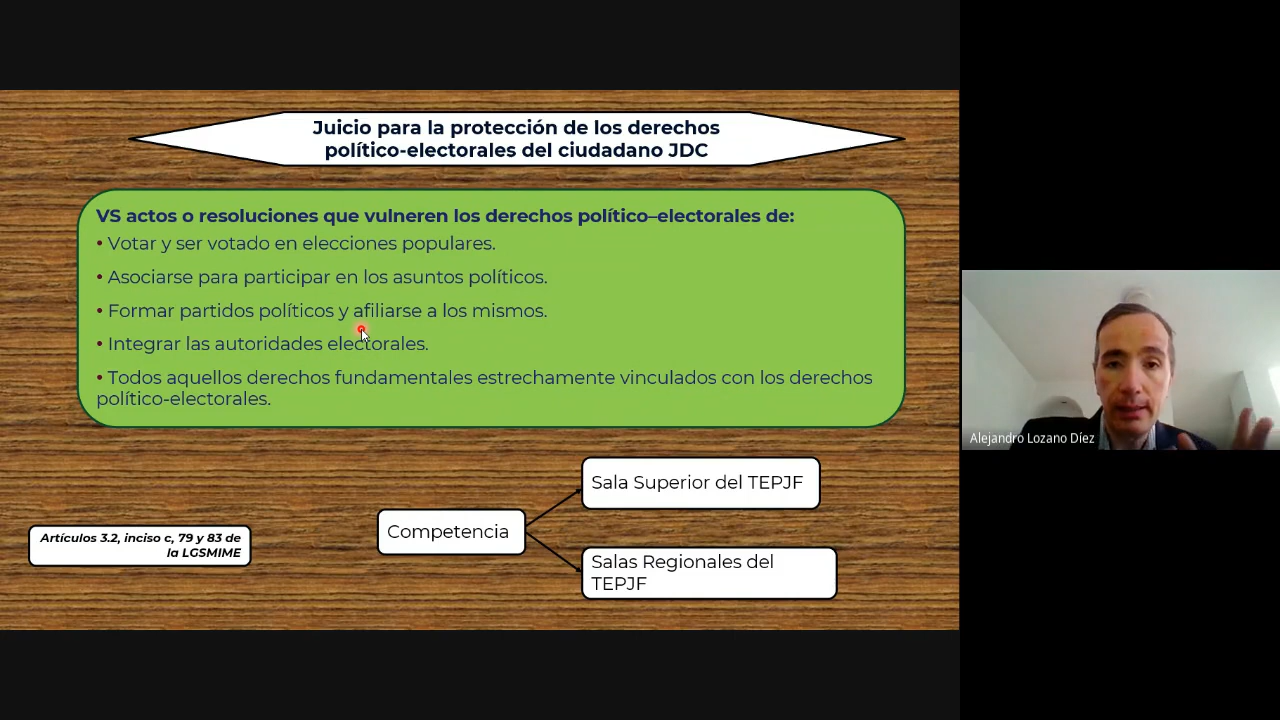 Juicio para la protección de los derechos
político-electorales del ciudadano JDC
VS actos o resoluciones que vulneren los derechos político–electorales de:
• Votar y ser votado en elecciones populares.
• Asociarse para participar en los asuntos políticos.
• Formar partidos políticos y afiliarse a los mismos.
• Integrar las autoridades electorales.
• Todos aquellos derechos fundamentales estrechamente vinculados con los derechos
político-electorales.
Sala Superior del TEPJF
Competencia
Artículos 3.2, inciso c, 79 y 83 de
la LGSMIME
Salas Regionales del
TEPJF
Alejandro Lozano Díez